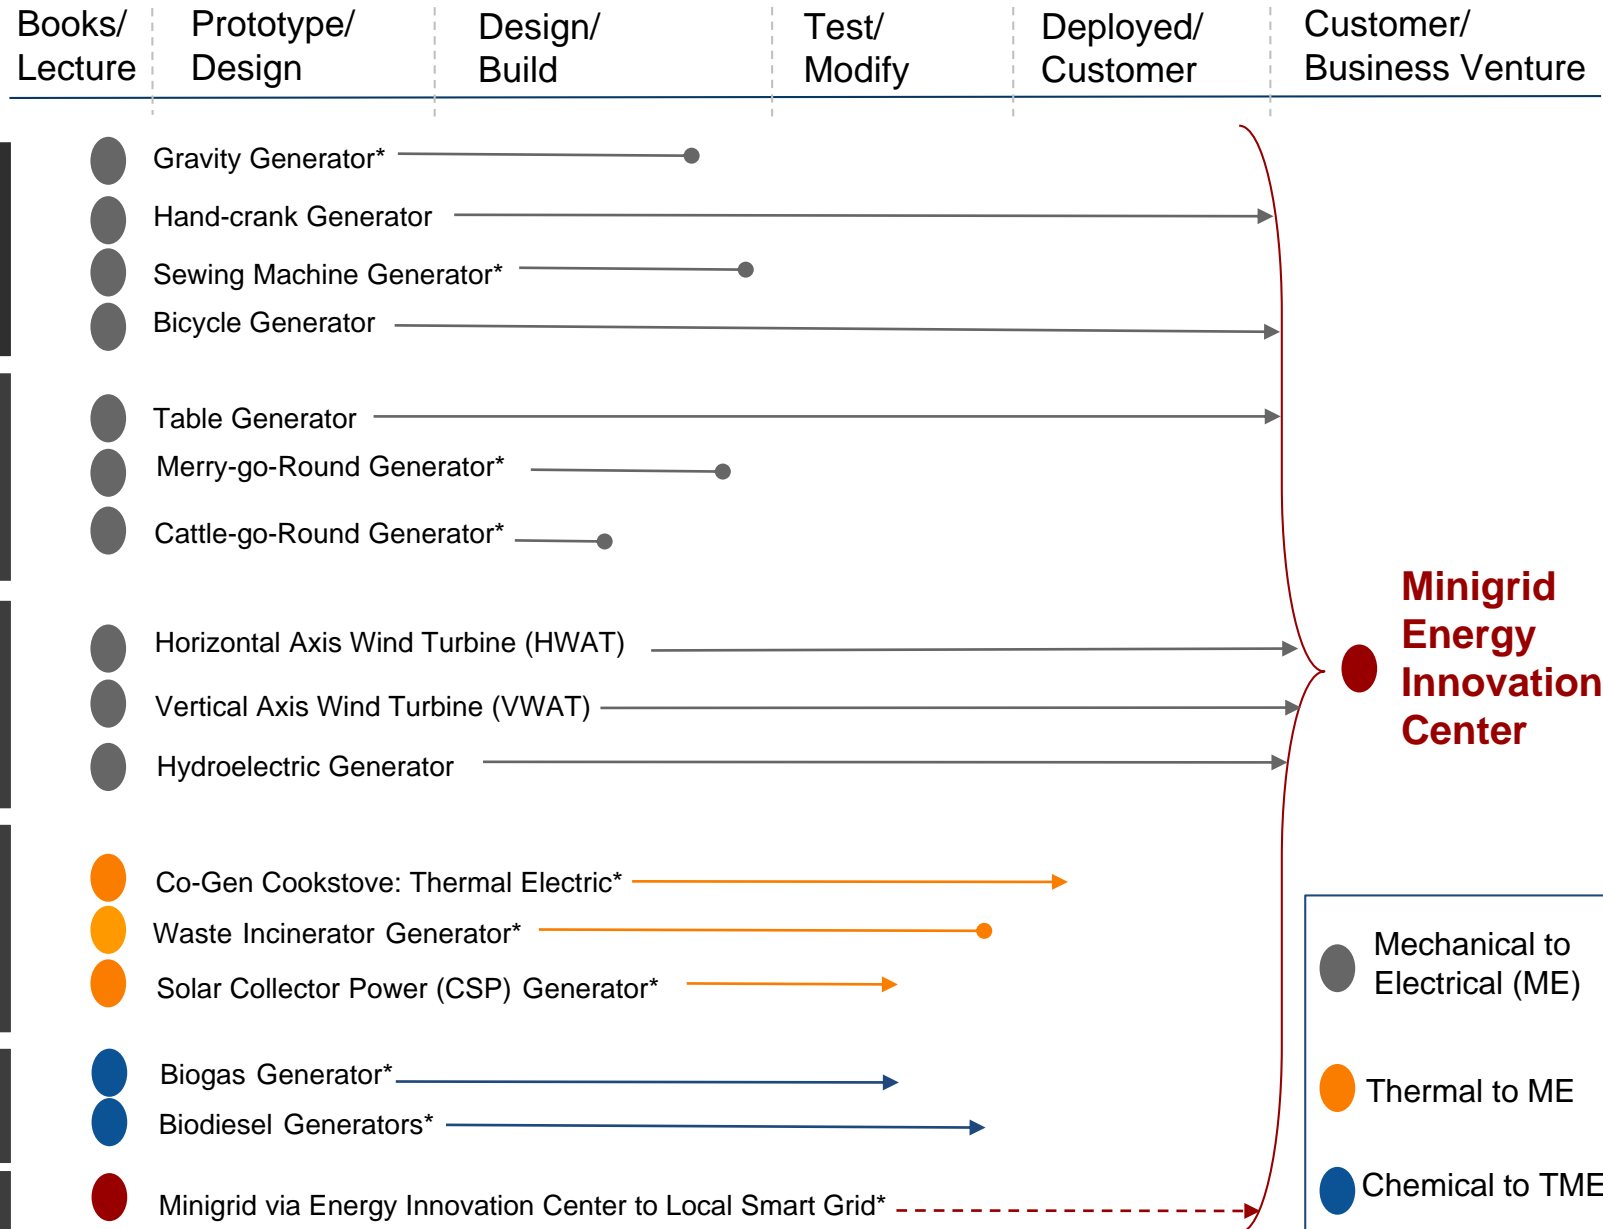 Books/
Lecture
Prototype/
Design
Design/
Build
Test/
Modify
Deployed/
Customer
Customer/
Business Venture
Gravity Generator*
Hand-crank Generator
Sewing Machine Generator*
Bicycle Generator
Table Generator
Merry-go-Round Generator*
Cattle-go-Round Generator*
Horizontal Axis Wind Turbine (HWAT)
Vertical Axis Wind Turbine (VWAT)
Hydroelectric Generator
Minigrid
Energy
Innovation
Center
Co-Gen Cookstove: Thermal Electric*
Waste Incinerator Generator*
Solar Collector Power (CSP) Generator*
Biogas Generator*
Biodiesel Generators*
Minigrid via Energy Innovation Center to Local Smart Grid*
Mechanical to
Electrical (ME)
Thermal to ME
Chemical to TME